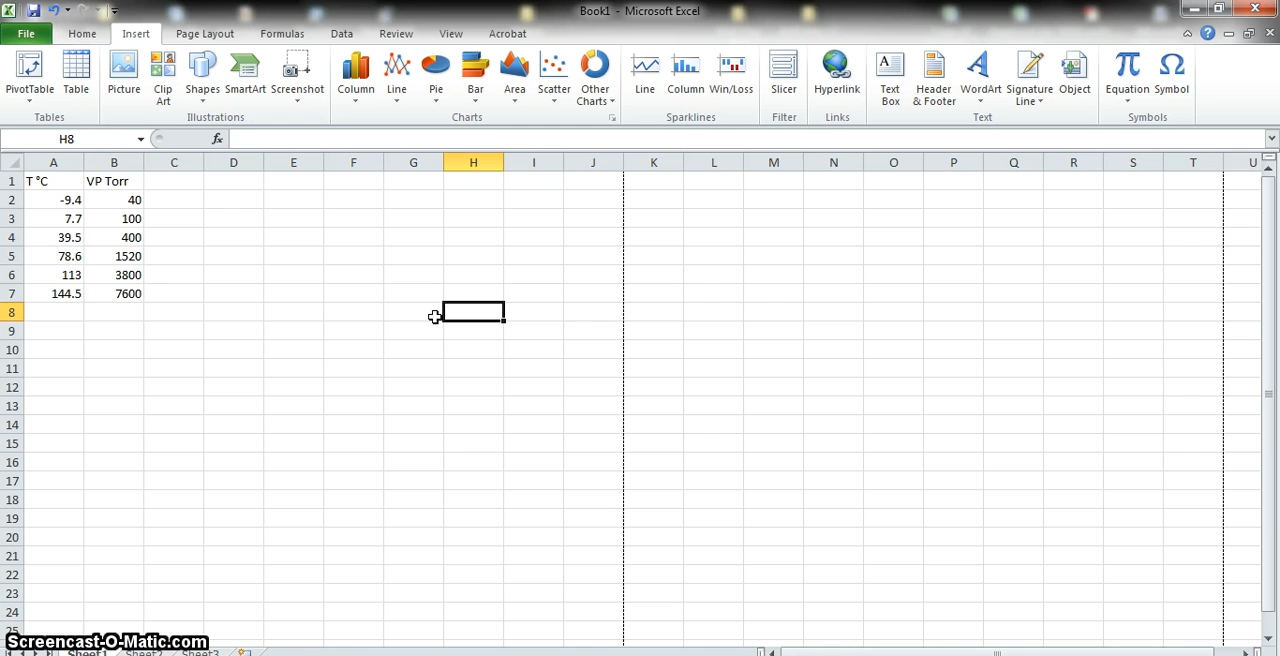 Book1 - Microsoft Excel
File Home Insert Page Layout Formulas Data Review View Acrobat
PivotTable Table Picture Clip Art Shapes SmartArt Screenshot Column Line Pie Bar Area Scatter Other Charts Line Column Win/Loss Slicer Hyperlink Text Box Header & Footer WordArt Signature Line Object Equation Symbol
Tables Illustrations Charts Sparklines Filter Links Text Symbols
H8 fx
A B C D E F G H I J K L M N O P Q R S T U
1 T °C VP Torr
2 -9.4 40
3 7.7 100
4 39.5 400
5 78.6 1520
6 113 3800
7 144.5 7600
8
9
10
11
12
13
14
15
16
17
18
19
20
21
22
23
24
25
Screencast-O-Matic.com
Sheet1 Sheet2 Sheet3